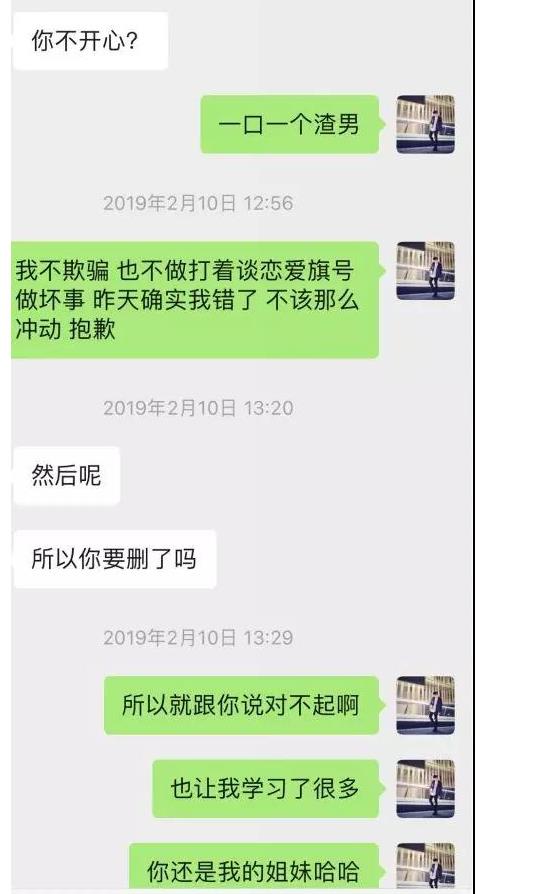 你不开心?
一口一个渣男
2019年2月10日 12:56
我不欺骗 也不做打着谈恋爱旗号
做坏事 昨天确实我错了 不该那么
冲动 抱歉
2019年2月10日 13:20
然后呢
所以你要删了吗
2019年2月10日 13:29
所以就跟你说对不起啊
也让我学习了很多
你还是我的姐妹哈哈